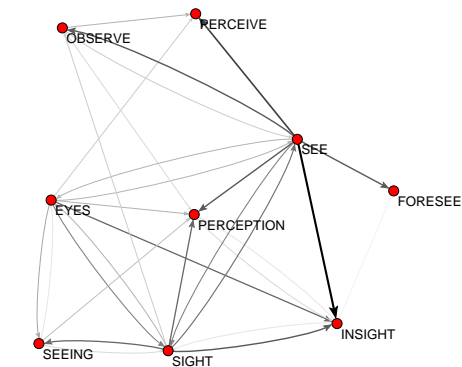 PERCEIVE
OBSERVE
SEE
FORESEE
EYES
PERCEPTION
INSIGHT
SEEING
SIGHT